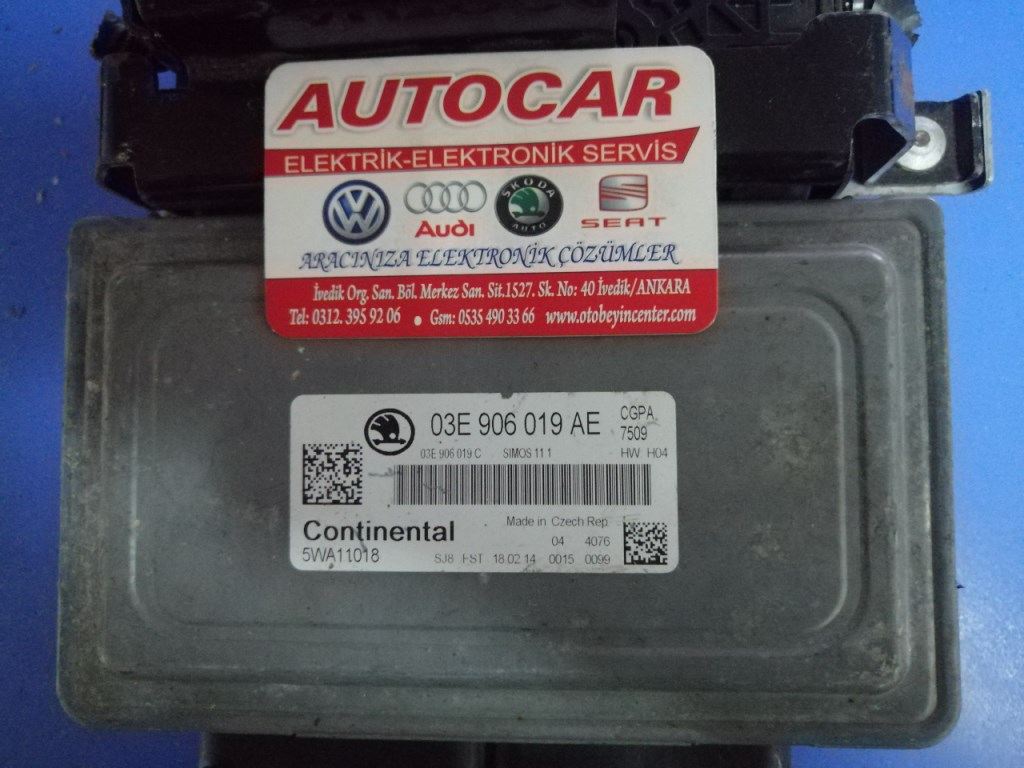 AUTOCAR
ELEKTRİK-ELEKTRONİK SERVİS
Audi
SKODA
AUTO
SEAT
ARACINIZA ELEKTRONİK ÇÖZÜMLER
İvedik Org. San. Böl. Merkez San. Sit.1527. Sk. No: 40 İvedik/ANKARA
Tel: 0312. 395 92 06 • Gsm: 0535 490 33 66 www.otobeyincenter.com
03E 906 019 AE CGPA
7509
03E 906 019 C SIMOS 11 1 HW H04
Continental Made in Czech Rep.
04 4076
5WA11018 SJ8 FST 18 02 14 0015 0099